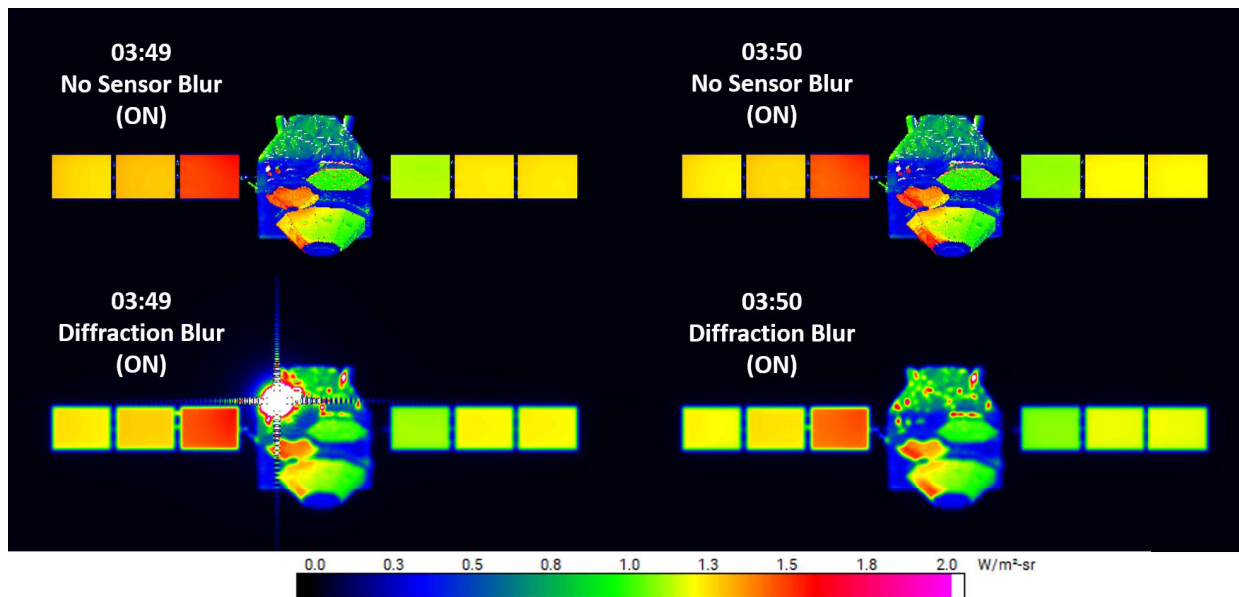 03:49
No Sensor Blur
(ON)
03:50
No Sensor Blur
(ON)
03:49
Diffraction Blur
(ON)
03:50
Diffraction Blur
(ON)
0.0 0.3 0.5 0.8 1.0 1.3 1.5 1.8 2.0 W/m²-sr